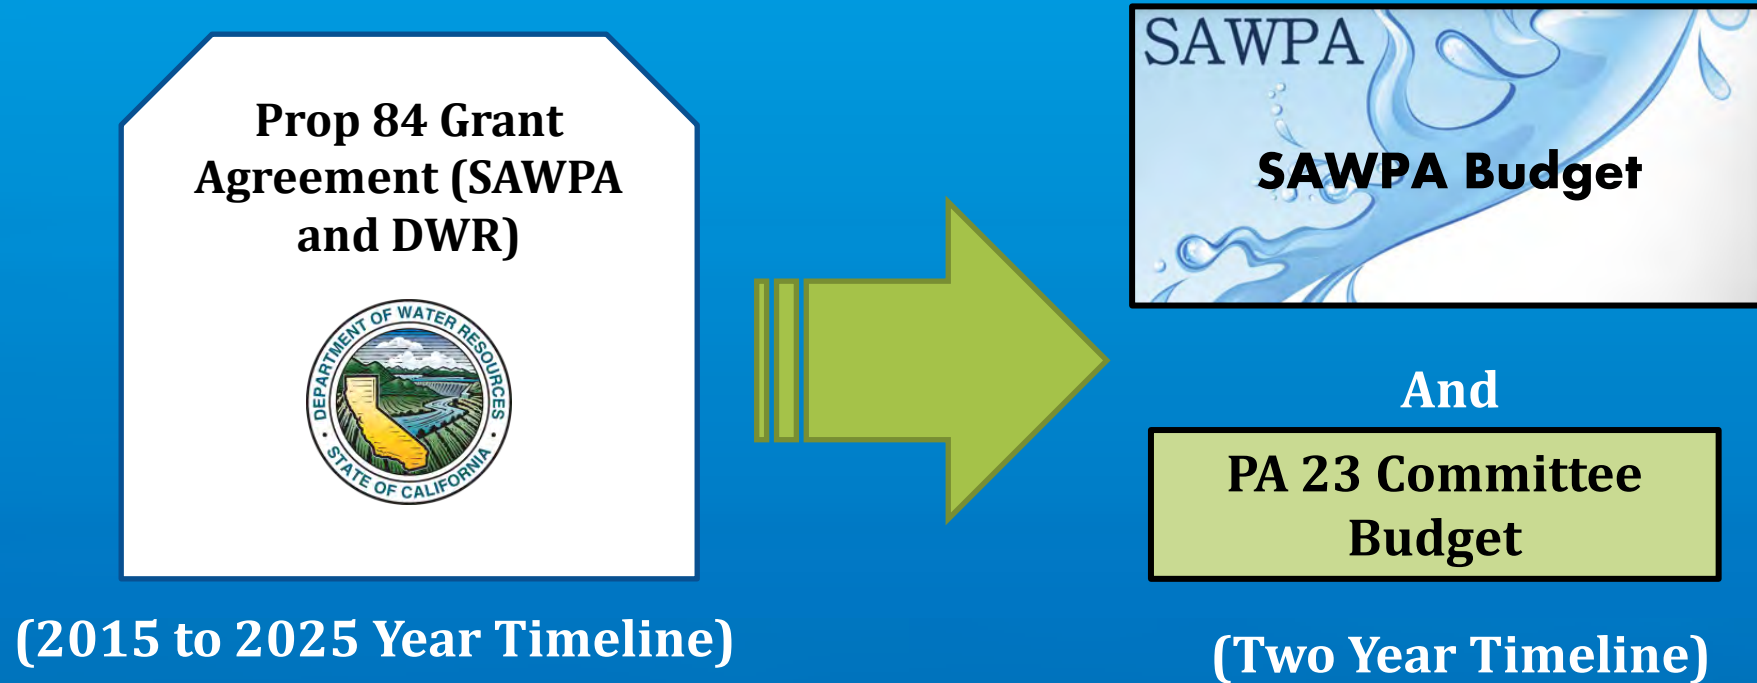 Prop 84 Grant
Agreement (SAWPA
and DWR)
DEPARTMENT OF WATER RESOURCES
STATE OF CALIFORNIA
(2015 to 2025 Year Timeline)
SAWPA
SAWPA Budget
And
PA 23 Committee
Budget
(Two Year Timeline)